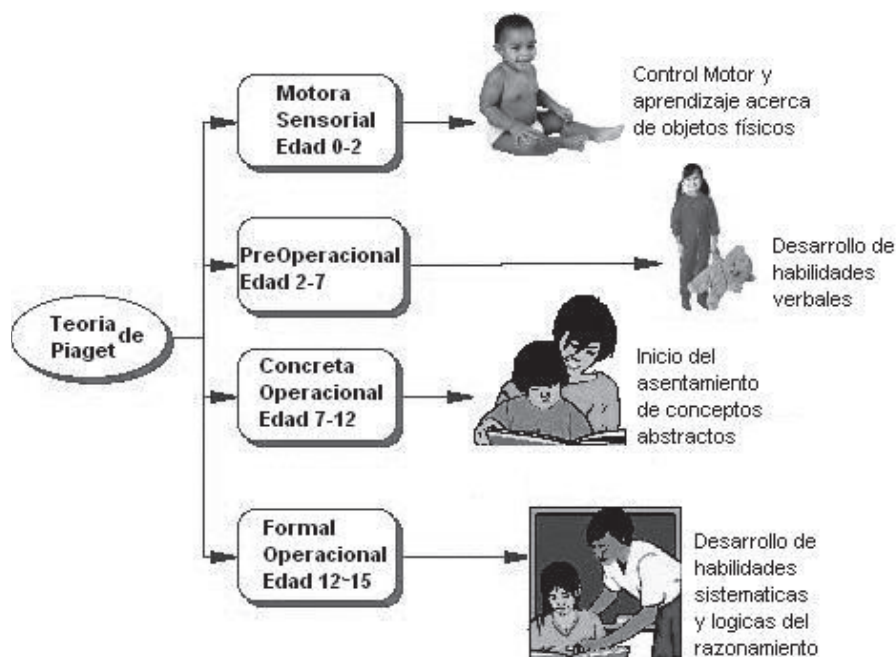 Teoria de
Piaget
Motora
Sensorial
Edad 0-2
Control Motor y
aprendizaje acerca
de objetos físicos
PreOperacional
Edad 2-7
Desarrollo de
habilidades
verbales
Concreta
Operacional
Edad 7-12
Inicio del
asentamiento
de conceptos
abstractos
Formal
Operacional
Edad 12~15
Desarrollo de
habilidades
sistematicas
y logicas del
razonamiento